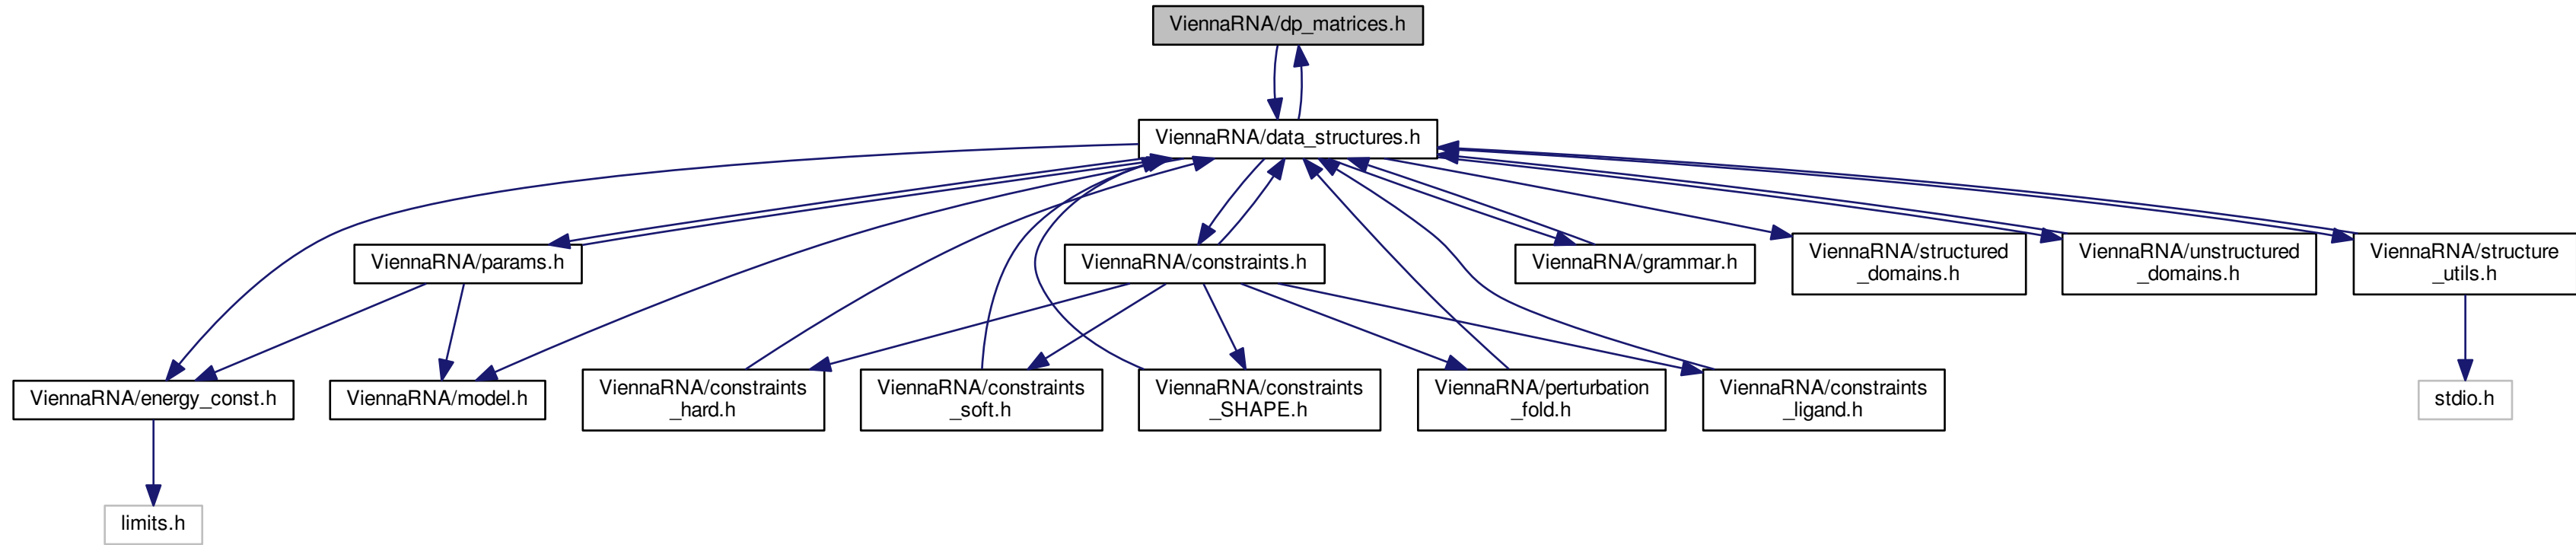 ViennaRNA/dp_matrices.h
ViennaRNA/data_structures.h
ViennaRNA/params.h
ViennaRNA/constraints.h
ViennaRNA/grammar.h
ViennaRNA/structured
_domains.h
ViennaRNA/unstructured
_domains.h
ViennaRNA/structure
_utils.h
ViennaRNA/energy_const.h
ViennaRNA/model.h
ViennaRNA/constraints
_hard.h
ViennaRNA/constraints
_soft.h
ViennaRNA/constraints
_SHAPE.h
ViennaRNA/perturbation
_fold.h
ViennaRNA/constraints
_ligand.h
stdio.h
limits.h